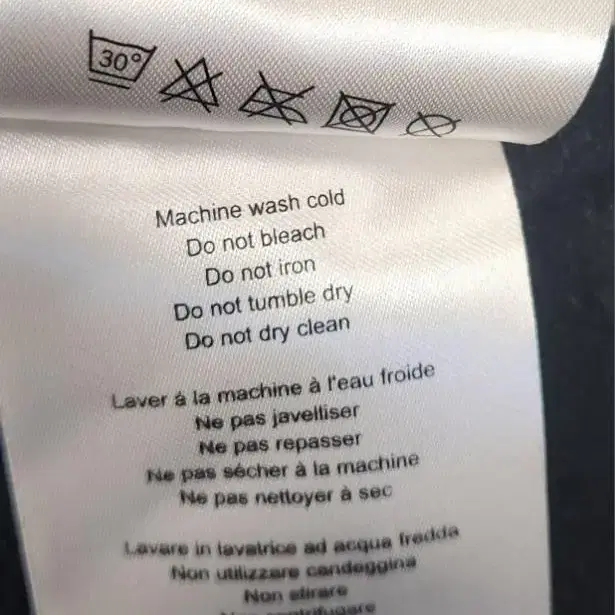 30°
Machine wash cold
Do not bleach
Do not iron
Do not tumble dry
Do not dry clean
Laver á la machine à l'eau froide
Ne pas javelliser
Ne pas repasser
Ne pas sécher à la machine
Ne pas nettoyer à sec
Lavare in lavatrice ad acqua fredda
Non utilizzare candeggina
Non stirare
Non centrifugare